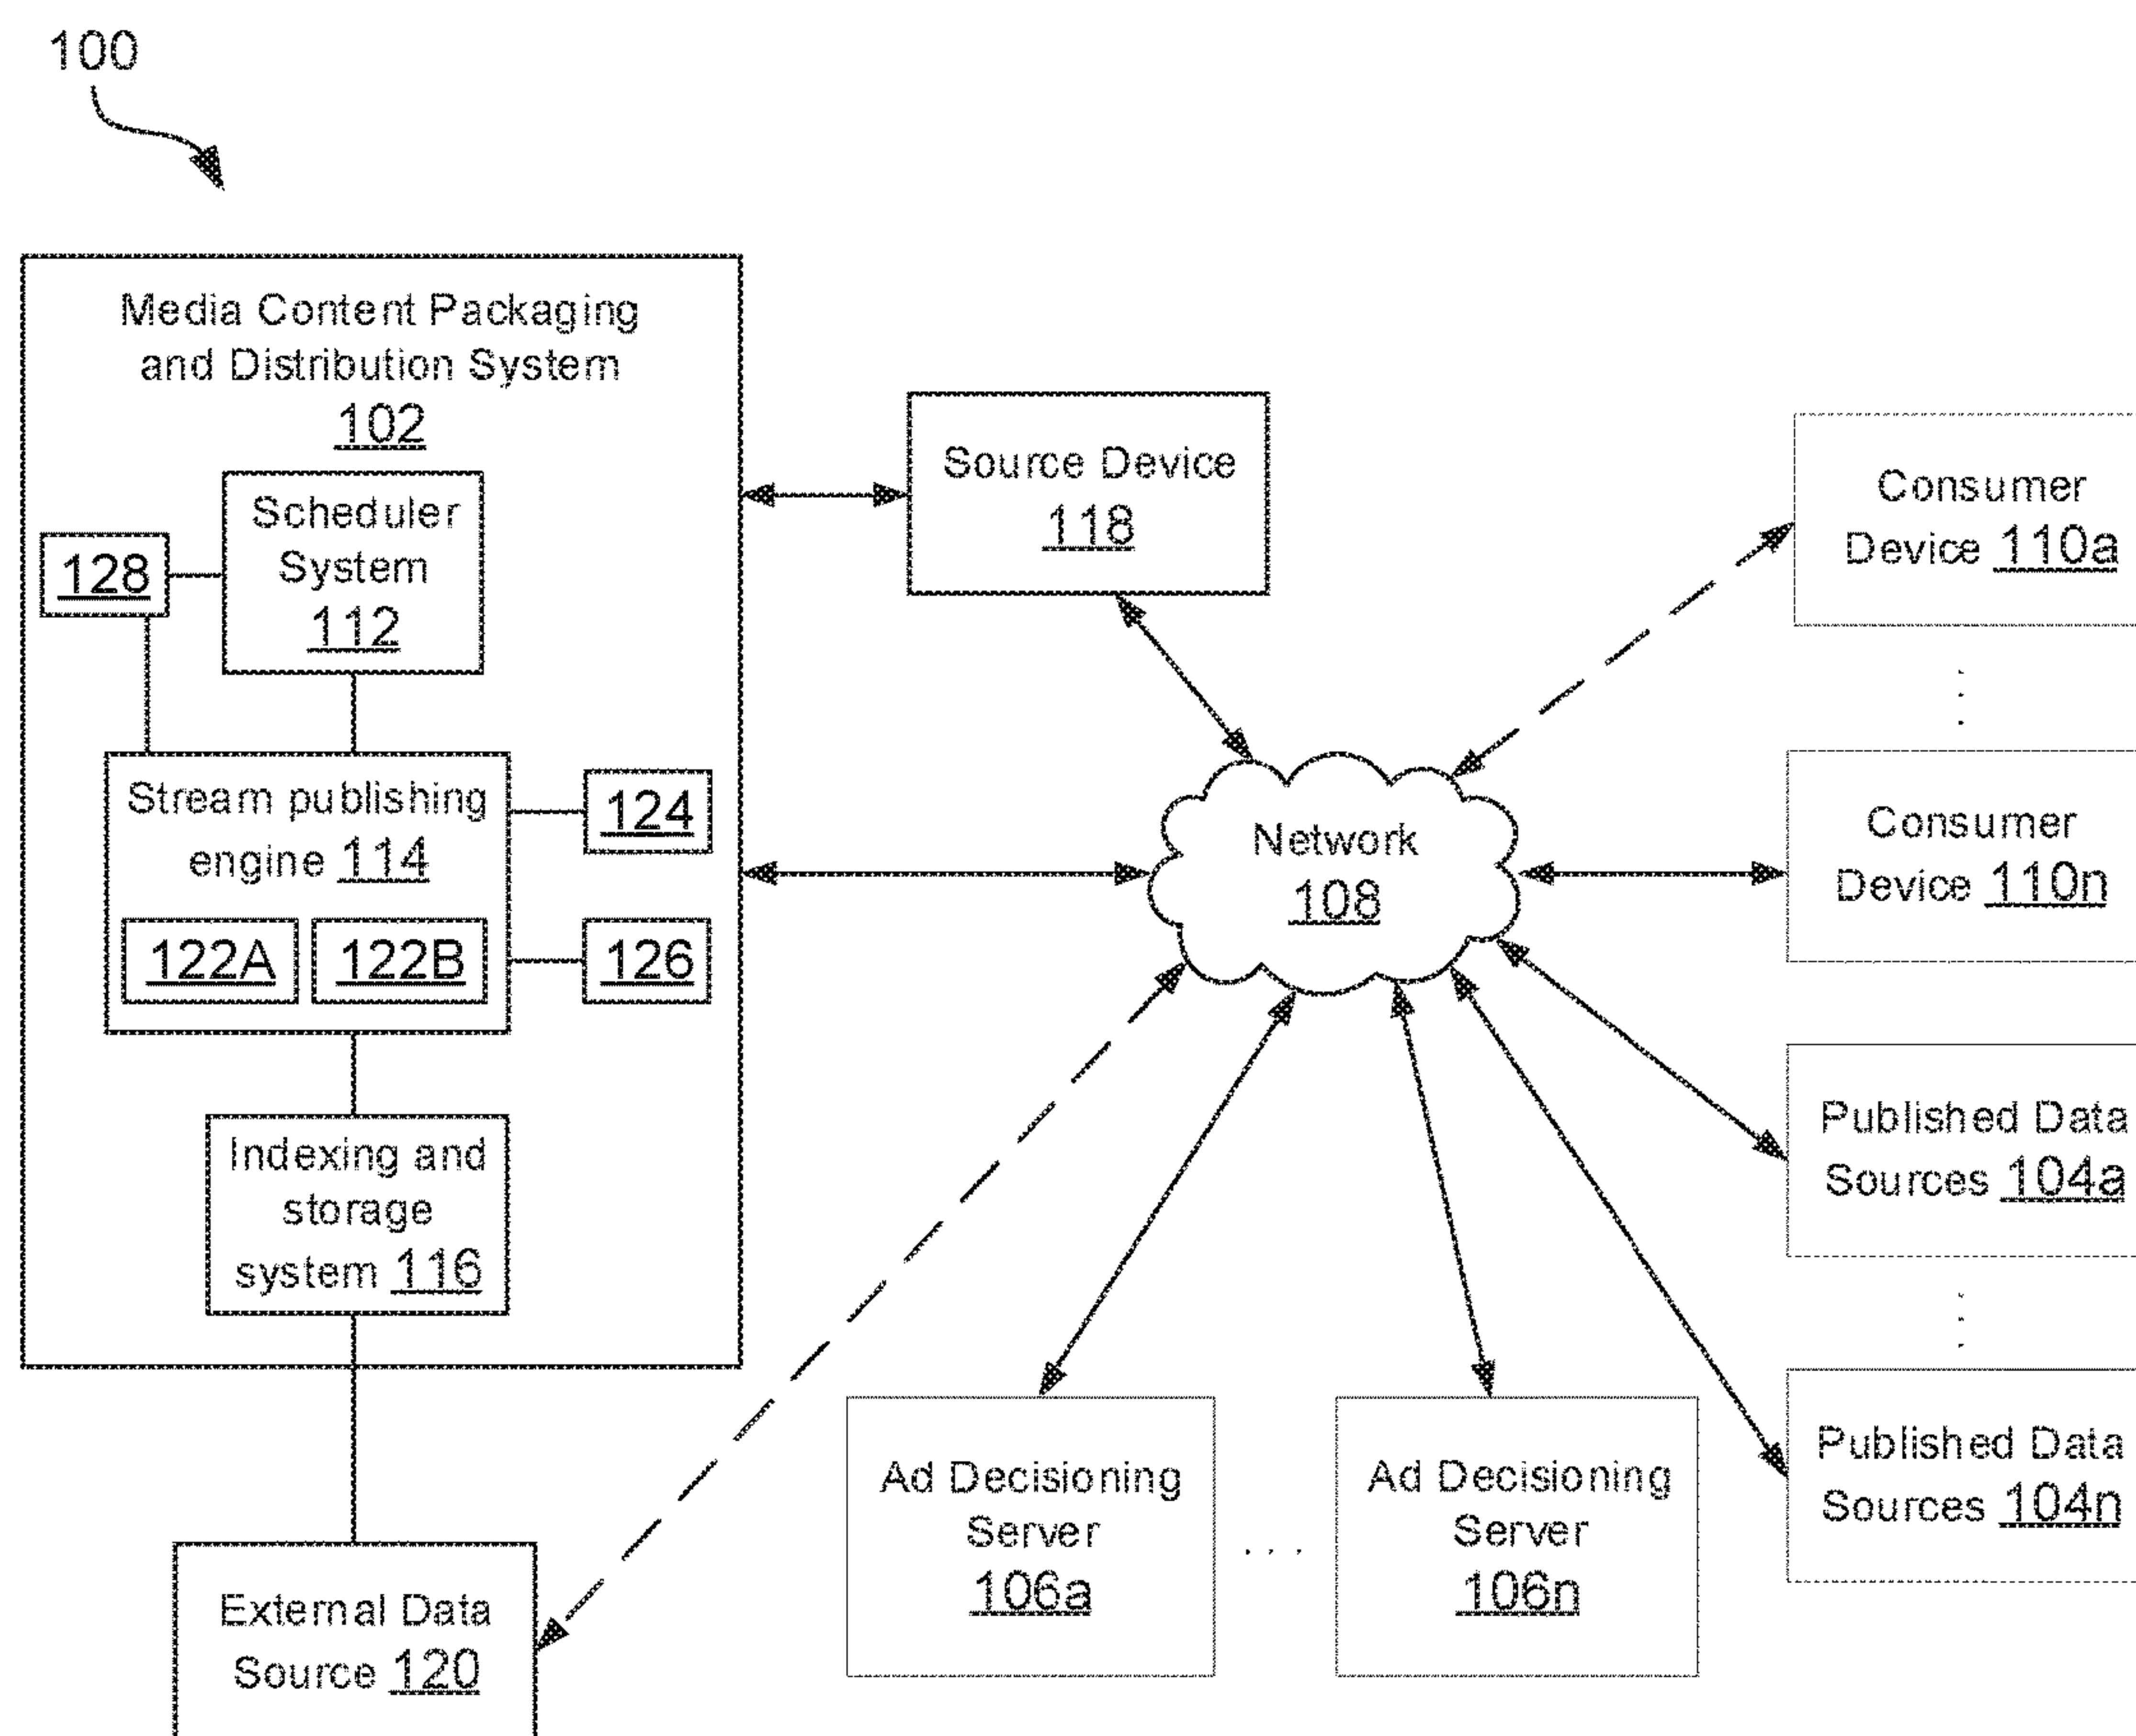 100
Media Content Packaging
and Distribution System
102
Scheduler
System
112
128
Stream publishing
engine 114
124
122A
122B
126
Indexing and
storage
system 116
External Data
Source 120
Source Device
118
Network
108
Consumer
Device 110a
Consumer
Device 110n
Published Data
Sources 104a
Published Data
Sources 104n
Ad Decisioning
Server
106a
. . .
Ad Decisioning
Server
106n